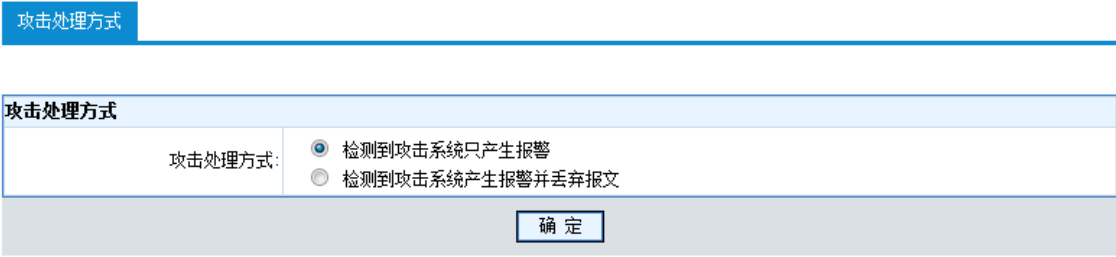 攻击处理方式
攻击处理方式
攻击处理方式:
检测到攻击系统只产生报警
检测到攻击系统产生报警并丢弃报文
确 定